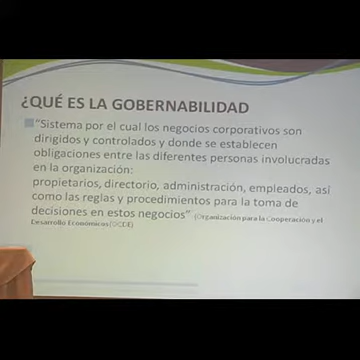 ¿QUÉ ES LA GOBERNABILIDAD
"Sistema por el cual los negocios corporativos son
dirigidos y controlados y donde se establecen
obligaciones entre las diferentes personas involucradas
en la organización:
propietarios, directorio, administración, empleados, así
como las reglas y procedimientos para la toma de
decisiones en estos negocios" (Organización para la Cooperación y el
Desarrollo Económicos (OCDE)